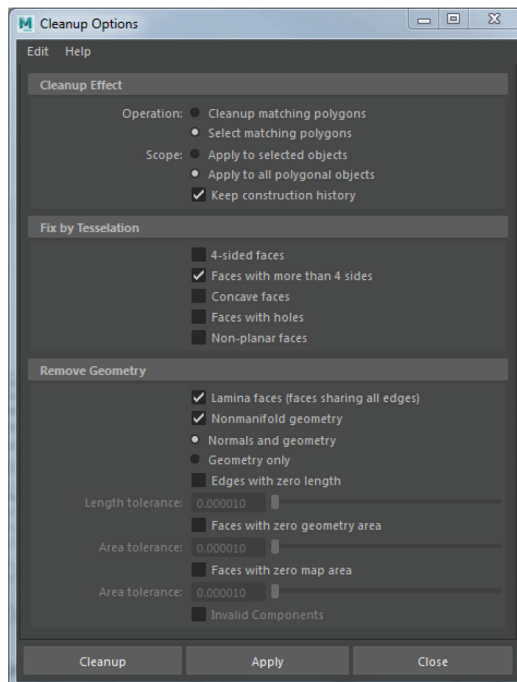 Cleanup Options
Edit Help
Cleanup Effect
Operation: Cleanup matching polygons
Select matching polygons
Scope: Apply to selected objects
Apply to all polygonal objects
Keep construction history
Fix by Tesselation
4-sided faces
Faces with more than 4 sides
Concave faces
Faces with holes
Non-planar faces
Remove Geometry
Lamina faces (faces sharing all edges)
Nonmanifold geometry
Normals and geometry
Geometry only
Edges with zero length
Length tolerance: 0.000010
Faces with zero geometry area
Area tolerance: 0.000010
Faces with zero map area
Area tolerance: 0.000010
Invalid Components
Cleanup Apply Close